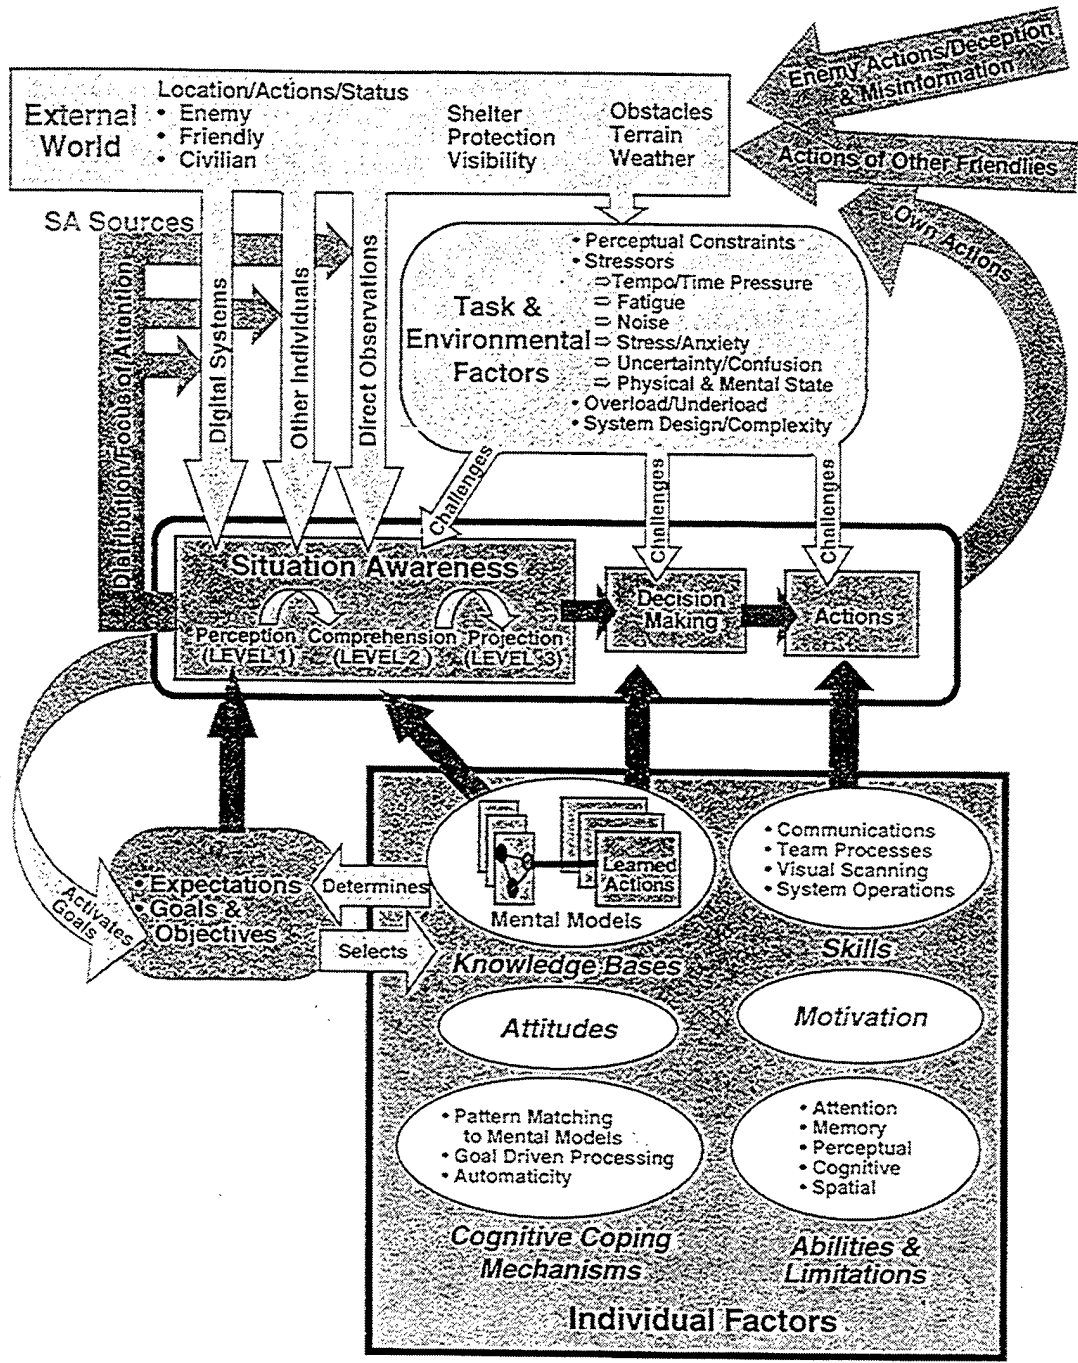 Enemy Actions/Deception
& Misinformation
External
World
Location/Actions/Status
• Enemy
• Friendly
• Civilian
Shelter
Protection
Visibility
Obstacles
Terrain
Weather
Actions of Other Friendlies
Own Actions
SA Sources
Distribution/Focus of Attention
Digital Systems
Other Individuals
Direct Observations
Task &
Environmental
Factors
• Perceptual Constraints
• Stressors
⇨ Tempo/Time Pressure
⇨ Fatigue
⇨ Noise
⇨ Stress/Anxiety
⇨ Uncertainty/Confusion
⇨ Physical & Mental State
• Overload/Underload
• System Design/Complexity
Challenges
Challenges
Challenges
Situation Awareness
Perception
(LEVEL 1)
Comprehension
(LEVEL 2)
Projection
(LEVEL 3)
Decision
Making
Actions
Activates
Goals
• Expectations
• Goals &
Objectives
Determines
Selects
Learned
Actions
Mental Models
Knowledge Bases
• Communications
• Team Processes
• Visual Scanning
• System Operations
Skills
Attitudes
Motivation
• Pattern Matching
to Mental Models
• Goal Driven Processing
• Automaticity
Cognitive Coping
Mechanisms
• Attention
• Memory
• Perceptual
• Cognitive
• Spatial
Abilities &
Limitations
Individual Factors